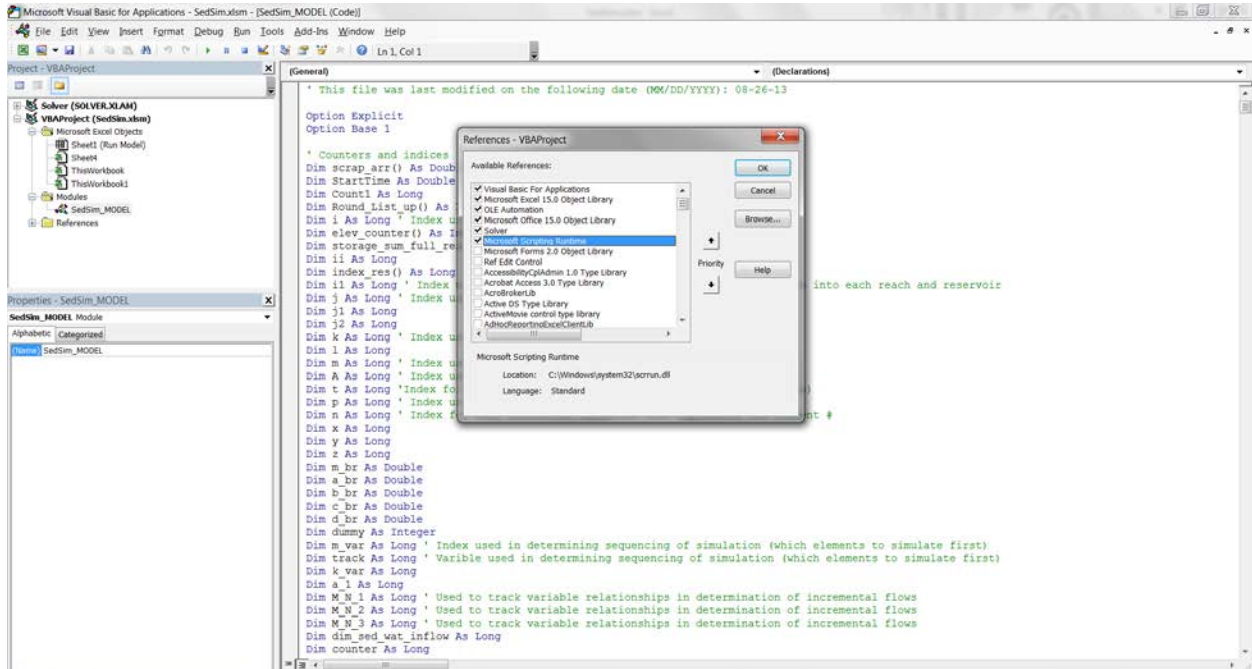 Microsoft Visual Basic for Applications - SedSim.xlsm - [SedSim_MODEL (Code)]
File Edit View Insert Format Debug Run Tools Add-Ins Window Help
Ln 1, Col 1
Project - VBAProject
Solver (SOLVER.XLAM)
VBAProject (SedSim.xlsm)
Microsoft Excel Objects
Sheet1 (Run Model)
Sheet4
ThisWorkbook
ThisWorkbook1
Modules
SedSim_MODEL
References
Properties - SedSim_MODEL
SedSim_MODEL Module
Alphabetic Categorized
(Name) SedSim_MODEL
(General) (Declarations)
' This file was last modified on the following date (MM/DD/YYYY): 08-26-13
Option Explicit
Option Base 1
' Counters and indices
Dim scrap_arr() As Doub
Dim StartTime As Double
Dim Count1 As Long
Dim Round_List_up() As
Dim i As Long ' Index u
Dim elev_counter() As I
Dim storage_sum_full_re
Dim ii As Long
Dim index_res() As Long
Dim i1 As Long ' Index into each reach and reservoir
Dim j As Long ' Index u
Dim j1 As Long
Dim j2 As Long
Dim k As Long ' Index u
Dim l As Long
Dim m As Long ' Index u
Dim A As Long ' Index u
Dim t As Long 'Index fo )
Dim p As Long ' Index u
Dim n As Long ' Index f nt #
Dim x As Long
Dim y As Long
Dim z As Long
Dim m_br As Double
Dim a_br As Double
Dim b_br As Double
Dim c_br As Double
Dim d_br As Double
Dim dummy As Integer
Dim m_var As Long ' Index used in determining sequencing of simulation (which elements to simulate first)
Dim track As Long ' Varible used in determining sequencing of simulation (which elements to simulate first)
Dim k_var As Long
Dim a_1 As Long
Dim M_N_1 As Long ' Used to track variable relationships in determination of incremental flows
Dim M_N_2 As Long ' Used to track variable relationships in determination of incremental flows
Dim M_N_3 As Long ' Used to track variable relationships in determination of incremental flows
Dim dim_sed_wat_inflow As Long
Dim counter As Long
References - VBAProject
Available References:
Visual Basic For Applications
Microsoft Excel 15.0 Object Library
OLE Automation
Microsoft Office 15.0 Object Library
Solver
Microsoft Scripting Runtime
Microsoft Forms 2.0 Object Library
Ref Edit Control
AccessibilityCplAdmin 1.0 Type Library
Acrobat Access 3.0 Type Library
AcroBrokerLib
Active DS Type Library
ActiveMovie control type library
AdHocReportingExcelClientLib
OK
Cancel
Browse...
Priority
Help
Microsoft Scripting Runtime
Location: C:\Windows\system32\scrrun.dll
Language: Standard